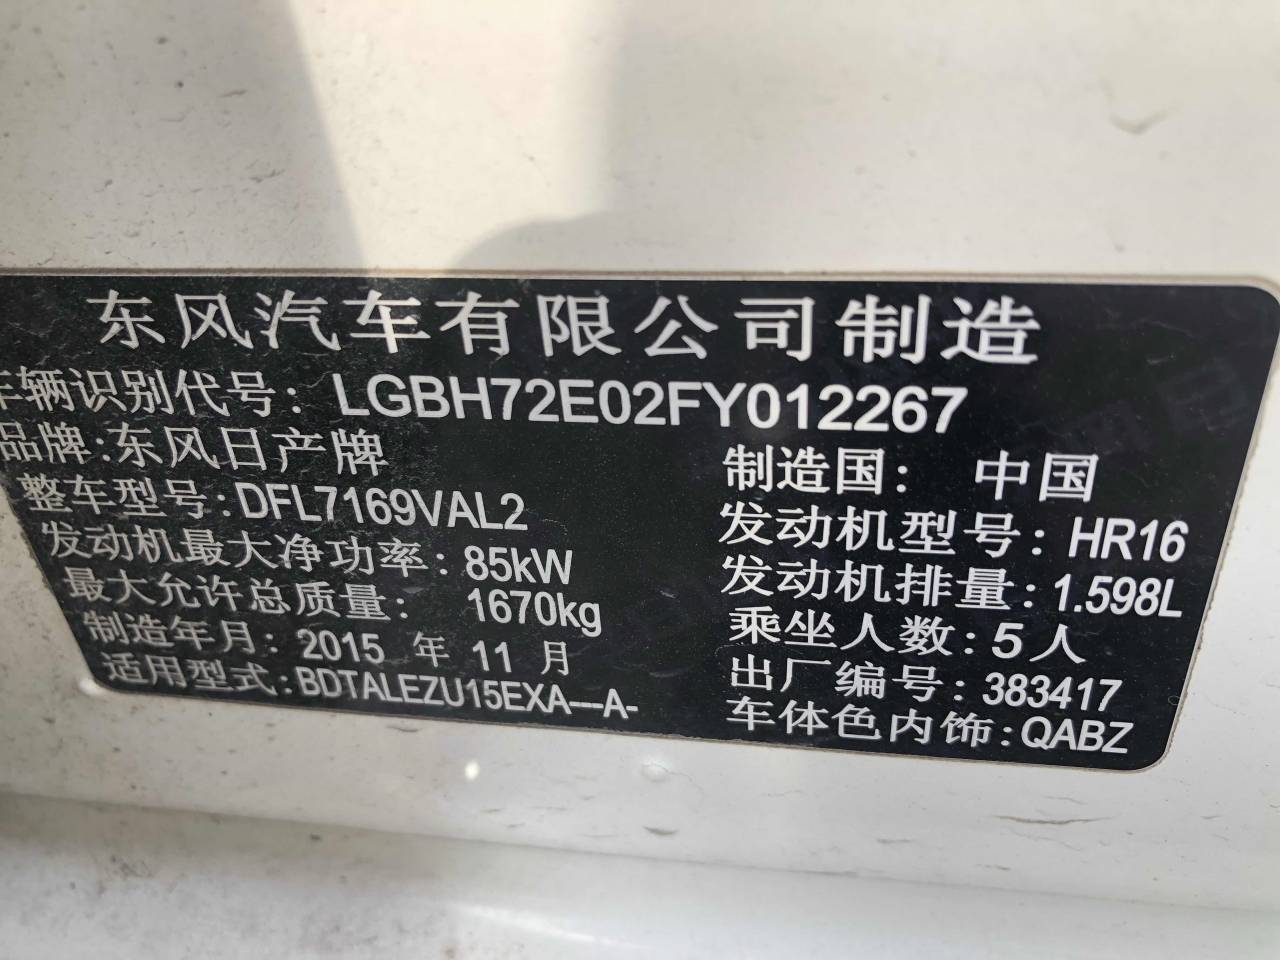 东风汽车有限公司制造
车辆识别代号: LGBH72E02FY012267
品牌:东风日产牌
制造国: 中国
整车型号:DFL7169VAL2
发动机型号: HR16
发动机最大净功率: 85kW
发动机排量: 1.598L
最大允许总质量: 1670kg
乘坐人数: 5人
制造年月: 2015 年 11 月
出厂编号: 383417
适用型式:BDTALEZU15EXA---A-
车体色内饰:QABZ